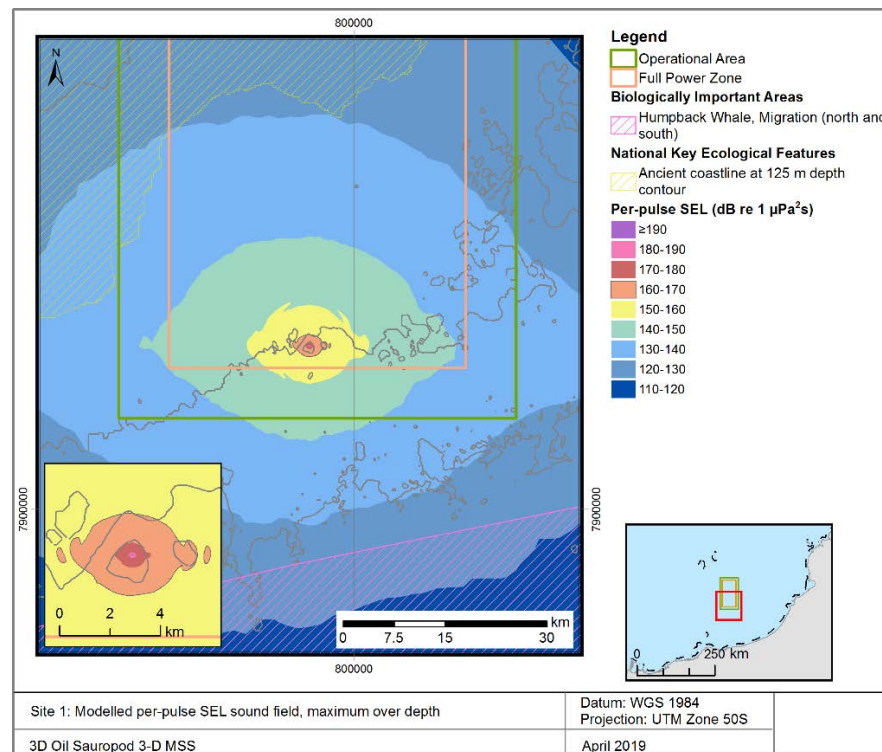 800000
N
7900000
7900000
0 2 4
km
0 7.5 15 30
km
800000
Legend
Operational Area
Full Power Zone
Biologically Important Areas
Humpback Whale, Migration (north and
south)
National Key Ecological Features
Ancient coastline at 125 m depth
contour
Per-pulse SEL (dB re 1 µPa²s)
≥190
180-190
170-180
160-170
150-160
140-150
130-140
120-130
110-120
0 250 km
Site 1: Modelled per-pulse SEL sound field, maximum over depth
Datum: WGS 1984
Projection: UTM Zone 50S
3D Oil Sauropod 3-D MSS
April 2019